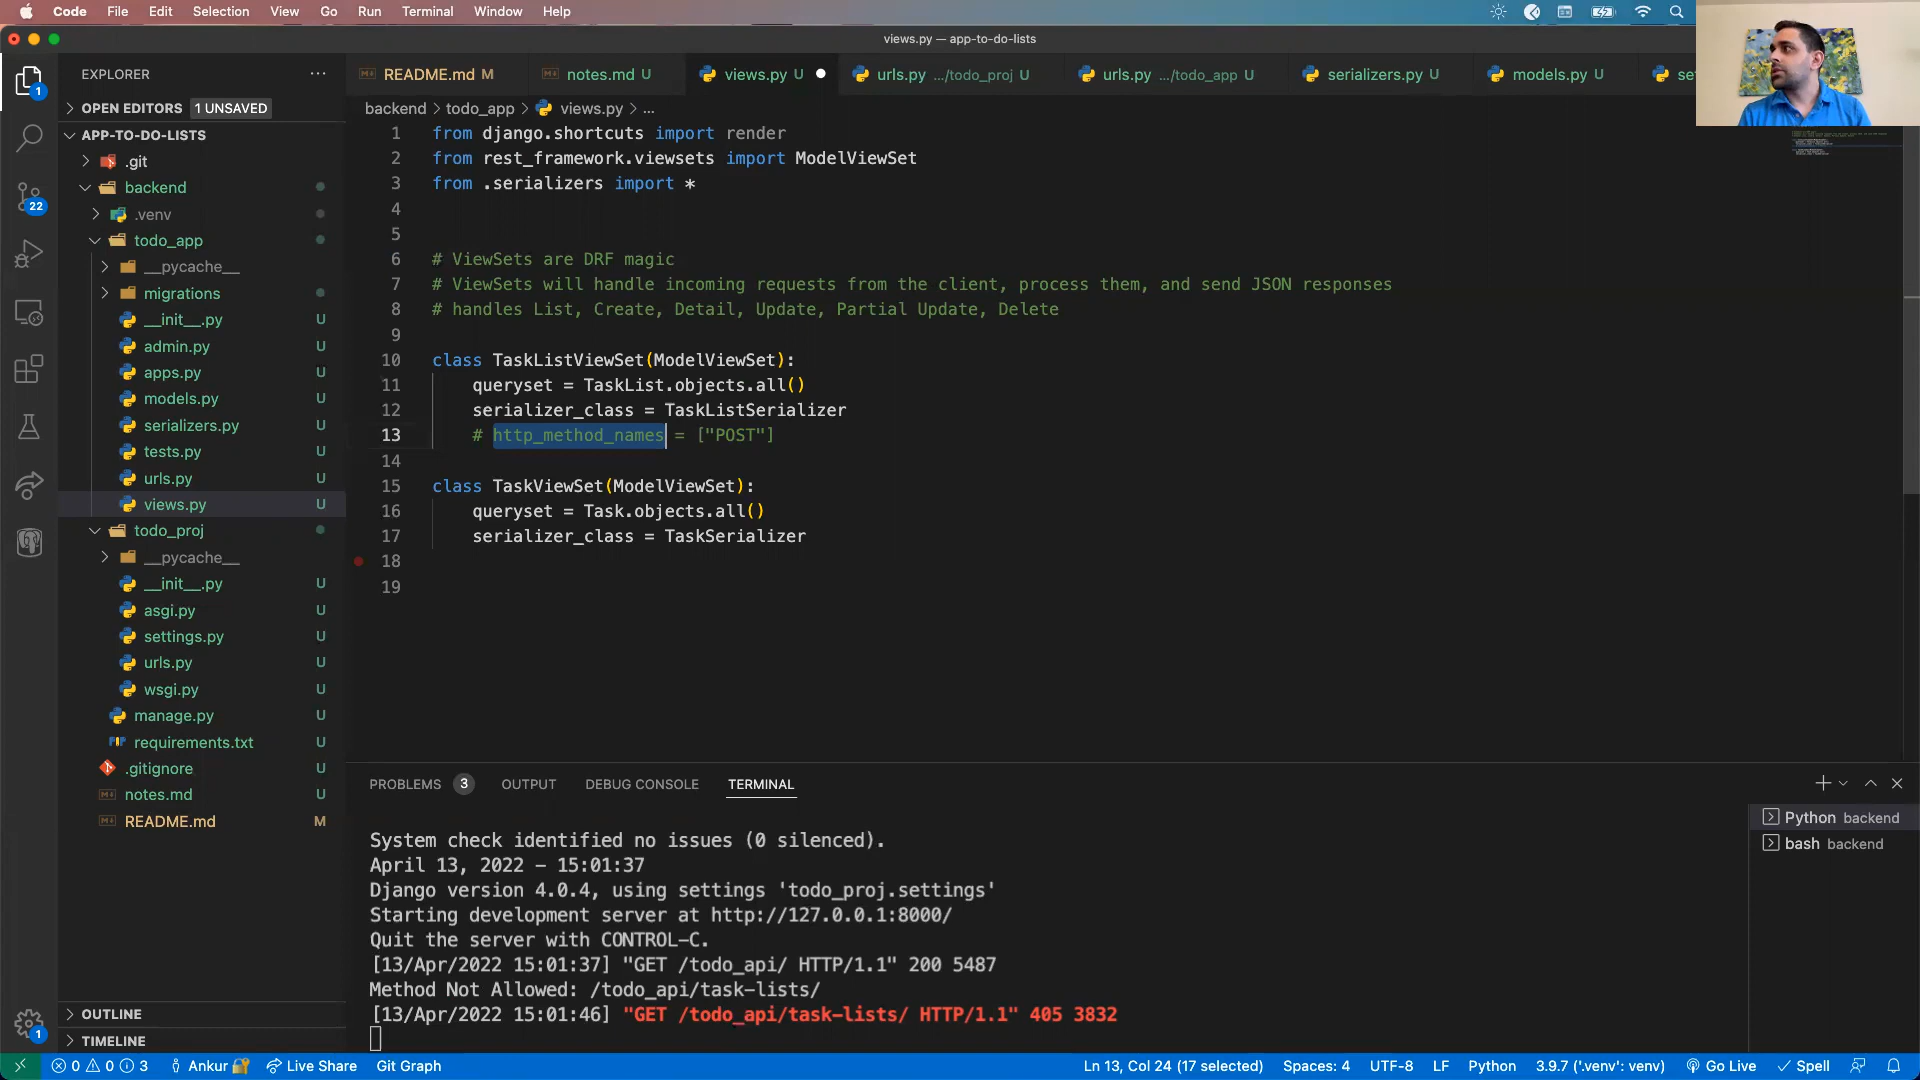 Code File Edit Selection View Go Run Terminal Window Help
views.py — app-to-do-lists
EXPLORER ...
OPEN EDITORS 1 UNSAVED
APP-TO-DO-LISTS
.git
backend
.venv
todo_app
__pycache__
migrations
__init__.py U
admin.py U
apps.py U
models.py U
serializers.py U
tests.py U
urls.py U
views.py U
todo_proj
__pycache__
__init__.py U
asgi.py U
settings.py U
urls.py U
wsgi.py U
manage.py U
requirements.txt U
.gitignore U
notes.md U
README.md M
OUTLINE
TIMELINE
1
22
1
README.md M notes.md U views.py U urls.py .../todo_proj U urls.py .../todo_app U serializers.py U models.py U
backend > todo_app > views.py > ...
1 from django.shortcuts import render
2 from rest_framework.viewsets import ModelViewSet
3 from .serializers import *
4
5
6 # ViewSets are DRF magic
7 # ViewSets will handle incoming requests from the client, process them, and send JSON responses
8 # handles List, Create, Detail, Update, Partial Update, Delete
9
10 class TaskListViewSet(ModelViewSet):
11 queryset = TaskList.objects.all()
12 serializer_class = TaskListSerializer
13 # http_method_names = ["POST"]
14
15 class TaskViewSet(ModelViewSet):
16 queryset = Task.objects.all()
17 serializer_class = TaskSerializer
18
19
PROBLEMS 3 OUTPUT DEBUG CONSOLE TERMINAL
System check identified no issues (0 silenced).
April 13, 2022 - 15:01:37
Django version 4.0.4, using settings 'todo_proj.settings'
Starting development server at http://127.0.0.1:8000/
Quit the server with CONTROL-C.
[13/Apr/2022 15:01:37] "GET /todo_api/ HTTP/1.1" 200 5487
Method Not Allowed: /todo_api/task-lists/
[13/Apr/2022 15:01:46] "GET /todo_api/task-lists/ HTTP/1.1" 405 3832
Python backend
bash backend
0 0 3 Ankur Live Share Git Graph Ln 13, Col 24 (17 selected) Spaces: 4 UTF-8 LF Python 3.9.7 ('.venv': venv) Go Live Spell